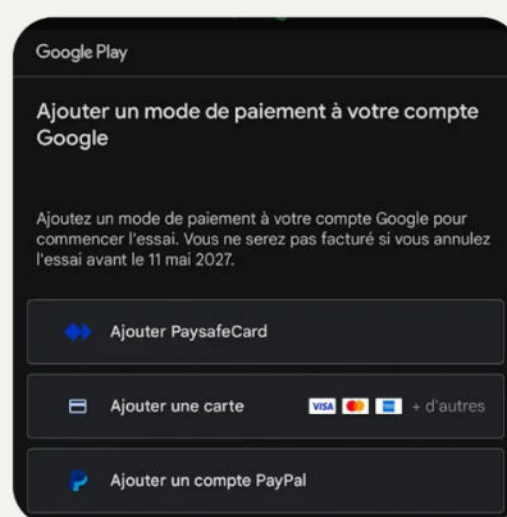 Google Play
Ajouter un mode de paiement à votre compte
Google
Ajoutez un mode de paiement à votre compte Google pour
commencer l'essai. Vous ne serez pas facturé si vous annulez
l'essai avant le 11 mai 2027.
Ajouter PaysafeCard
Ajouter une carte VISA + d'autres
Ajouter un compte PayPal